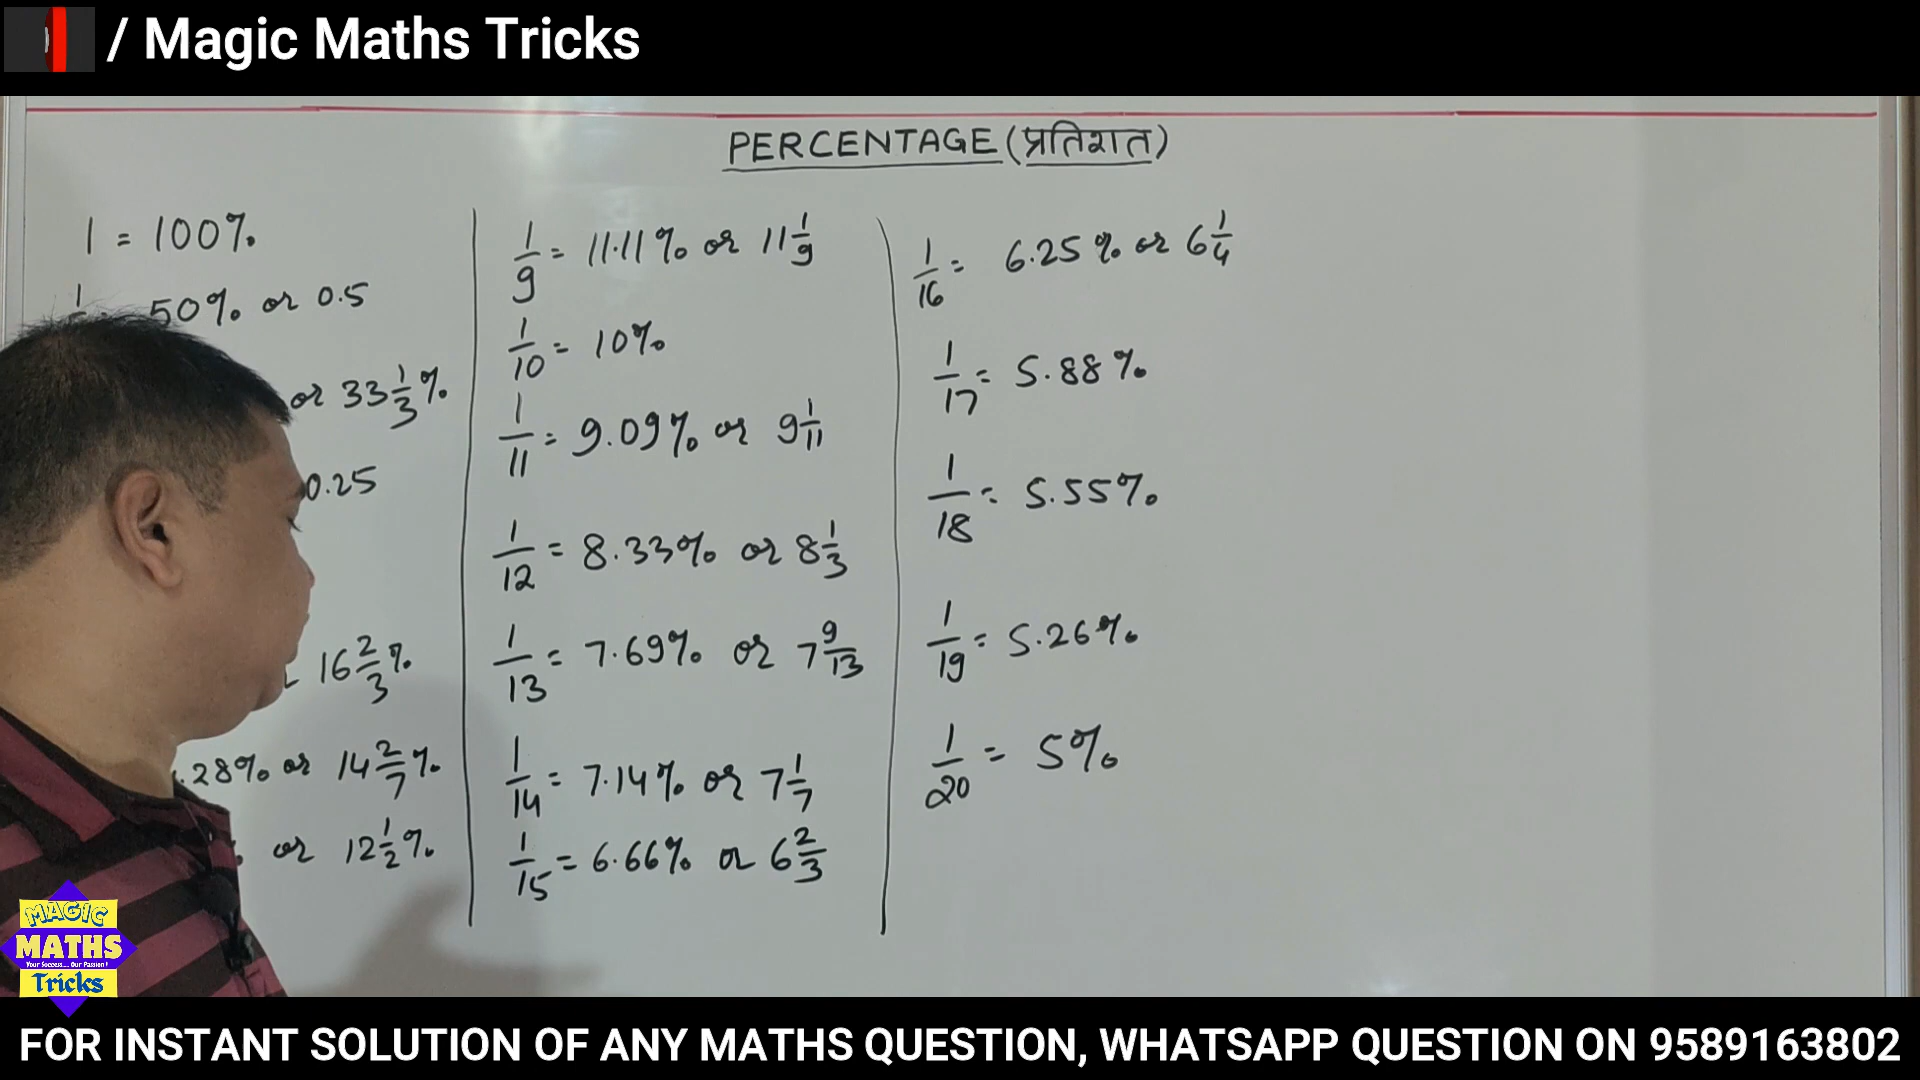 / Magic Maths Tricks
PERCENTAGE (प्रतिशत)
1 = 100%
50% or 0.5
or 33 1/3 %
0.25
16 2/3 %
.28% or 14 2/7 %
or 12 1/2 %
1/9 = 11.11% or 11 1/9
1/10 = 10%
1/11 = 9.09% or 9 1/11
1/12 = 8.33% or 8 1/3
1/13 = 7.69% or 7 9/13
1/14 = 7.14% or 7 1/7
1/15 = 6.66% or 6 2/3
1/16 = 6.25% or 6 1/4
1/17 = 5.88%
1/18 = 5.55%
1/19 = 5.26%
1/20 = 5%
MAGIC
MATHS
Your Success.... Our Passion!
Tricks
FOR INSTANT SOLUTION OF ANY MATHS QUESTION, WHATSAPP QUESTION ON 9589163802